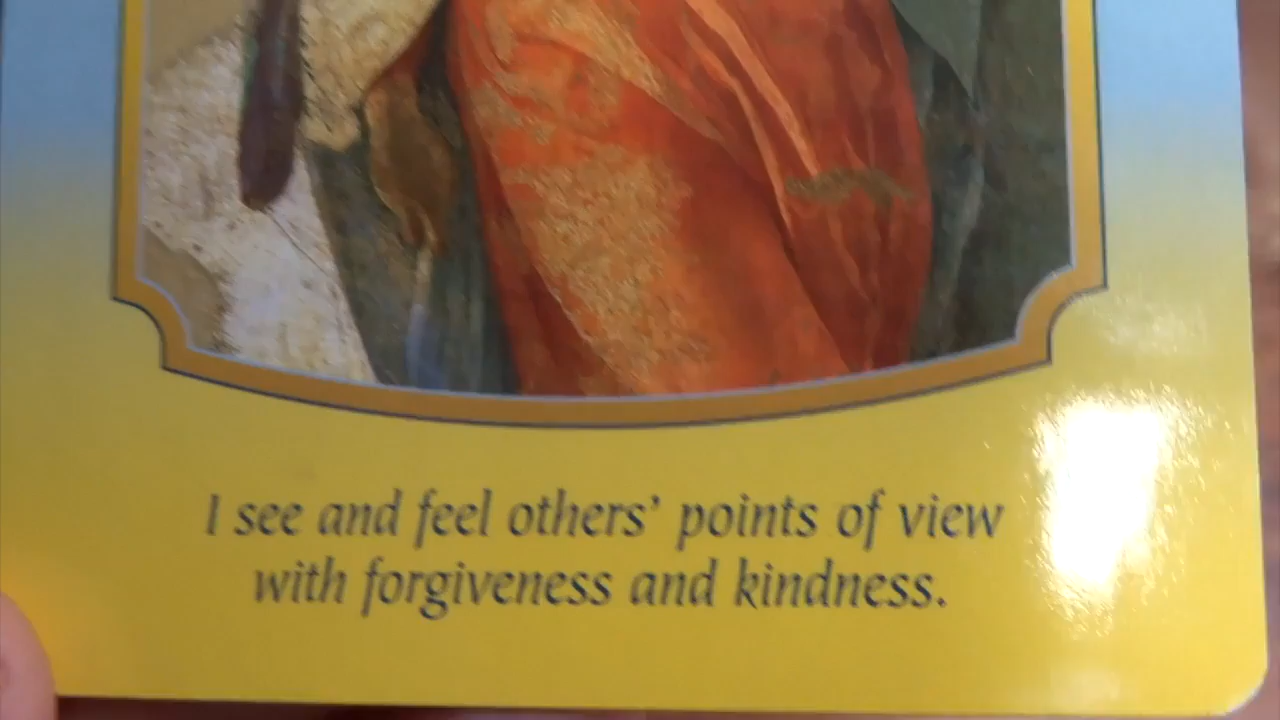 I see and feel others’ points of view
with forgiveness and kindness.